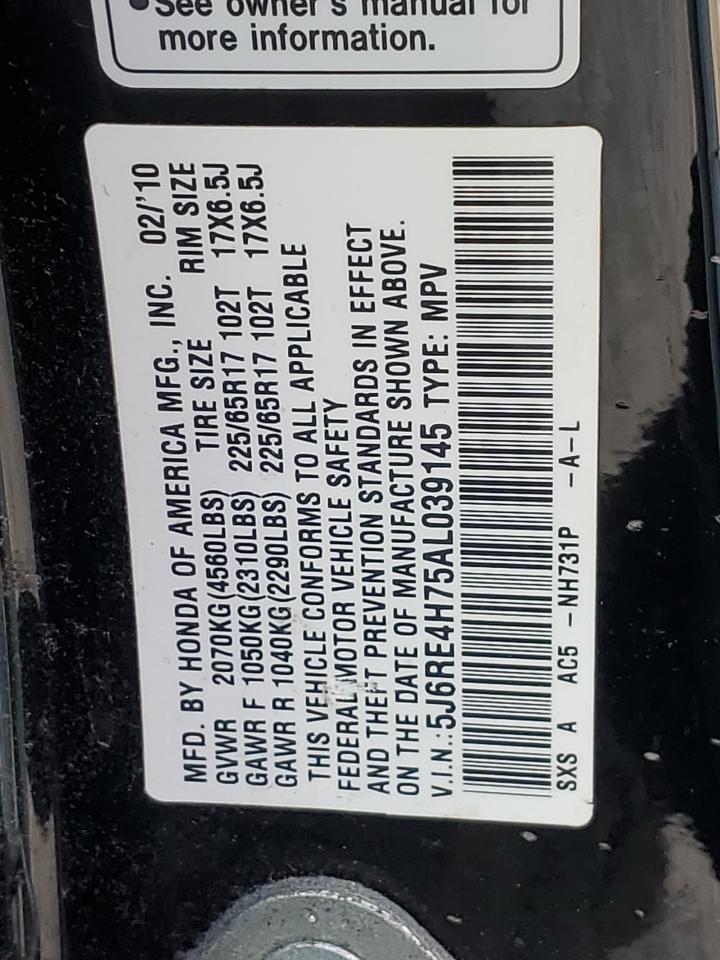 See owner's manual for
more information.
MFD. BY HONDA OF AMERICA MFG., INC. 02/'10
GVWR 2070KG(4560LBS) TIRE SIZE RIM SIZE
GAWR F 1050KG(2310LBS) 225/65R17 102T 17X6.5J
GAWR R 1040KG(2290LBS) 225/65R17 102T 17X6.5J
THIS VEHICLE CONFORMS TO ALL APPLICABLE
FEDERAL MOTOR VEHICLE SAFETY
AND THEFT PREVENTION STANDARDS IN EFFECT
ON THE DATE OF MANUFACTURE SHOWN ABOVE.
V.I.N.:5J6RE4H75AL039145 TYPE: MPV
SXS A AC5 -NH731P -A-L